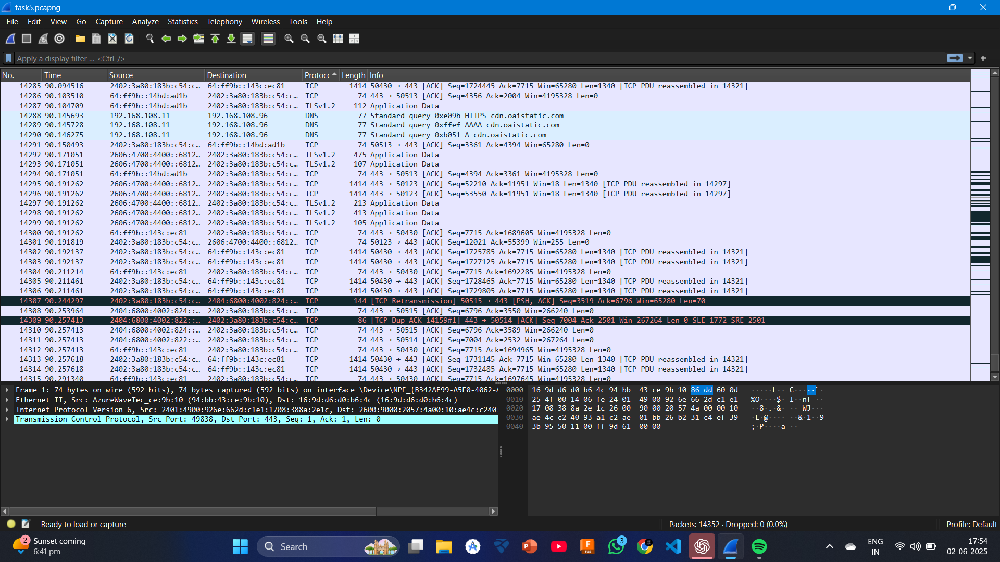 task5.pcapng
File Edit View Go Capture Analyze Statistics Telephony Wireless Tools Help
Apply a display filter ... <Ctrl-/>
No. Time Source Destination Protocc Length Info
14285 90.094516 2402:3a80:183b:c54:c… 64:ff9b::143c:ec81 TCP 1414 50430 → 443 [ACK] Seq=1724445 Ack=7715 Win=65280 Len=1340 [TCP PDU reassembled in 14321]
14286 90.103510 64:ff9b::14bd:ad1b 2402:3a80:183b:c54:c… TCP 74 443 → 50513 [ACK] Seq=4356 Ack=2004 Win=4195328 Len=0
14287 90.104709 64:ff9b::14bd:ad1b 2402:3a80:183b:c54:c… TLSv1.2 112 Application Data
14288 90.145693 192.168.108.11 192.168.108.96 DNS 77 Standard query 0xe09b HTTPS cdn.oaistatic.com
14289 90.145728 192.168.108.11 192.168.108.96 DNS 77 Standard query 0xffef AAAA cdn.oaistatic.com
14290 90.146275 192.168.108.11 192.168.108.96 DNS 77 Standard query 0xb051 A cdn.oaistatic.com
14291 90.150493 2402:3a80:183b:c54:c… 64:ff9b::14bd:ad1b TCP 74 50513 → 443 [ACK] Seq=3361 Ack=4394 Win=65280 Len=0
14292 90.171051 2606:4700:4400::6812… 2402:3a80:183b:c54:c… TLSv1.2 475 Application Data
14293 90.171051 2606:4700:4400::6812… 2402:3a80:183b:c54:c… TLSv1.2 107 Application Data
14294 90.171051 64:ff9b::14bd:ad1b 2402:3a80:183b:c54:c… TCP 74 443 → 50513 [ACK] Seq=4394 Ack=3361 Win=4195328 Len=0
14295 90.191262 2606:4700:4400::6812… 2402:3a80:183b:c54:c… TCP 1414 443 → 50123 [ACK] Seq=52210 Ack=11951 Win=18 Len=1340 [TCP PDU reassembled in 14297]
14296 90.191262 2606:4700:4400::6812… 2402:3a80:183b:c54:c… TCP 1414 443 → 50123 [ACK] Seq=53550 Ack=11951 Win=18 Len=1340 [TCP PDU reassembled in 14297]
14297 90.191262 2606:4700:4400::6812… 2402:3a80:183b:c54:c… TLSv1.2 213 Application Data
14298 90.191262 2606:4700:4400::6812… 2402:3a80:183b:c54:c… TLSv1.2 413 Application Data
14299 90.191262 2606:4700:4400::6812… 2402:3a80:183b:c54:c… TLSv1.2 105 Application Data
14300 90.191262 64:ff9b::143c:ec81 2402:3a80:183b:c54:c… TCP 74 443 → 50430 [ACK] Seq=7715 Ack=1689605 Win=4195328 Len=0
14301 90.191819 2402:3a80:183b:c54:c… 2606:4700:4400::6812… TCP 74 50123 → 443 [ACK] Seq=12021 Ack=55399 Win=255 Len=0
14302 90.192137 2402:3a80:183b:c54:c… 64:ff9b::143c:ec81 TCP 1414 50430 → 443 [ACK] Seq=1725785 Ack=7715 Win=65280 Len=1340 [TCP PDU reassembled in 14321]
14303 90.192137 2402:3a80:183b:c54:c… 64:ff9b::143c:ec81 TCP 1414 50430 → 443 [ACK] Seq=1727125 Ack=7715 Win=65280 Len=1340 [TCP PDU reassembled in 14321]
14304 90.211214 64:ff9b::143c:ec81 2402:3a80:183b:c54:c… TCP 74 443 → 50430 [ACK] Seq=7715 Ack=1692285 Win=4195328 Len=0
14305 90.211461 2402:3a80:183b:c54:c… 64:ff9b::143c:ec81 TCP 1414 50430 → 443 [ACK] Seq=1728465 Ack=7715 Win=65280 Len=1340 [TCP PDU reassembled in 14321]
14306 90.211461 2402:3a80:183b:c54:c… 64:ff9b::143c:ec81 TCP 1414 50430 → 443 [ACK] Seq=1729805 Ack=7715 Win=65280 Len=1340 [TCP PDU reassembled in 14321]
14307 90.244297 2402:3a80:183b:c54:c… 2404:6800:4002:824::… TCP 144 [TCP Retransmission] 50515 → 443 [PSH, ACK] Seq=3519 Ack=6796 Win=65280 Len=70
14308 90.253964 2404:6800:4002:824::… 2402:3a80:183b:c54:c… TCP 74 443 → 50515 [ACK] Seq=6796 Ack=3550 Win=266240 Len=0
14309 90.257413 2404:6800:4002:822::… 2402:3a80:183b:c54:c… TCP 86 [TCP Dup ACK 14159#1] 443 → 50514 [ACK] Seq=7004 Ack=2501 Win=267264 Len=0 SLE=1772 SRE=2501
14310 90.257413 2404:6800:4002:824::… 2402:3a80:183b:c54:c… TCP 74 443 → 50515 [ACK] Seq=6796 Ack=3589 Win=266240 Len=0
14311 90.257413 2404:6800:4002:822::… 2402:3a80:183b:c54:c… TCP 74 443 → 50514 [ACK] Seq=7004 Ack=2532 Win=267264 Len=0
14312 90.257413 64:ff9b::143c:ec81 2402:3a80:183b:c54:c… TCP 74 443 → 50430 [ACK] Seq=7715 Ack=1694965 Win=4195328 Len=0
14313 90.257618 2402:3a80:183b:c54:c… 64:ff9b::143c:ec81 TCP 1414 50430 → 443 [ACK] Seq=1731145 Ack=7715 Win=65280 Len=1340 [TCP PDU reassembled in 14321]
14314 90.257618 2402:3a80:183b:c54:c… 64:ff9b::143c:ec81 TCP 1414 50430 → 443 [ACK] Seq=1732485 Ack=7715 Win=65280 Len=1340 [TCP PDU reassembled in 14321]
14315 90.291340 64:ff9b::143c:ec81 2402:3a80:183b:c54:c… TCP 74 443 → 50430 [ACK] Seq=7715 Ack=1697645 Win=4195328 Len=0
Frame 1: 74 bytes on wire (592 bits), 74 bytes captured (592 bits) on interface \Device\NPF_{B342AE99-A5F0-4062-
Ethernet II, Src: AzureWaveTec_ce:9b:10 (94:bb:43:ce:9b:10), Dst: 16:9d:d6:d0:b6:4c (16:9d:d6:d0:b6:4c)
Internet Protocol Version 6, Src: 2401:4900:926e:662d:c1e1:1708:388a:2e1c, Dst: 2600:9000:2057:4a00:10:ae4c:c240
Transmission Control Protocol, Src Port: 49838, Dst Port: 443, Seq: 1, Ack: 1, Len: 0
0000 16 9d d6 d0 b6 4c 94 bb 43 ce 9b 10 86 dd 60 0d ·····L·· C·····`·
0010 25 4f 00 14 06 fe 24 01 49 00 92 6e 66 2d c1 e1 %O····$· I··nf-··
0020 17 08 38 8a 2e 1c 26 00 90 00 20 57 4a 00 00 10 ··8·.·&· ·· WJ···
0030 ae 4c c2 40 93 a1 c2 ae 01 bb 26 b2 31 c4 ef 39 ·L·@···· ··&·1··9
0040 3b 95 50 11 00 ff 9d 61 00 00 ;·P····a ··
Ready to load or capture
Packets: 14352 · Dropped: 0 (0.0%)
Profile: Default
2
Sunset coming
6:41 pm
Search
P
F
FUS
3
ENG
IN
17:54
02-06-2025